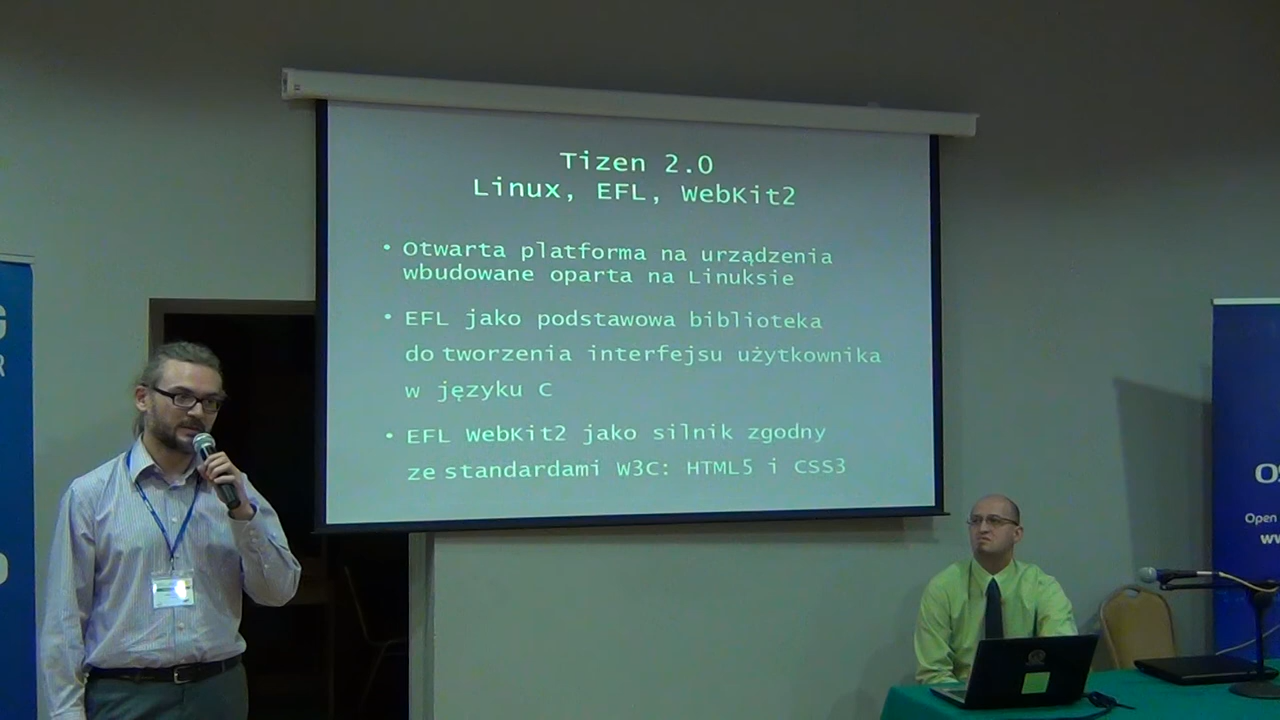 Tizen 2.0
Linux, EFL, WebKit2
• Otwarta platforma na urządzenia
wbudowane oparta na Linuksie
• EFL jako podstawowa biblioteka
do tworzenia interfejsu użytkownika
w języku C
• EFL WebKit2 jako silnik zgodny
ze standardami W3C: HTML5 i CSS3
Open